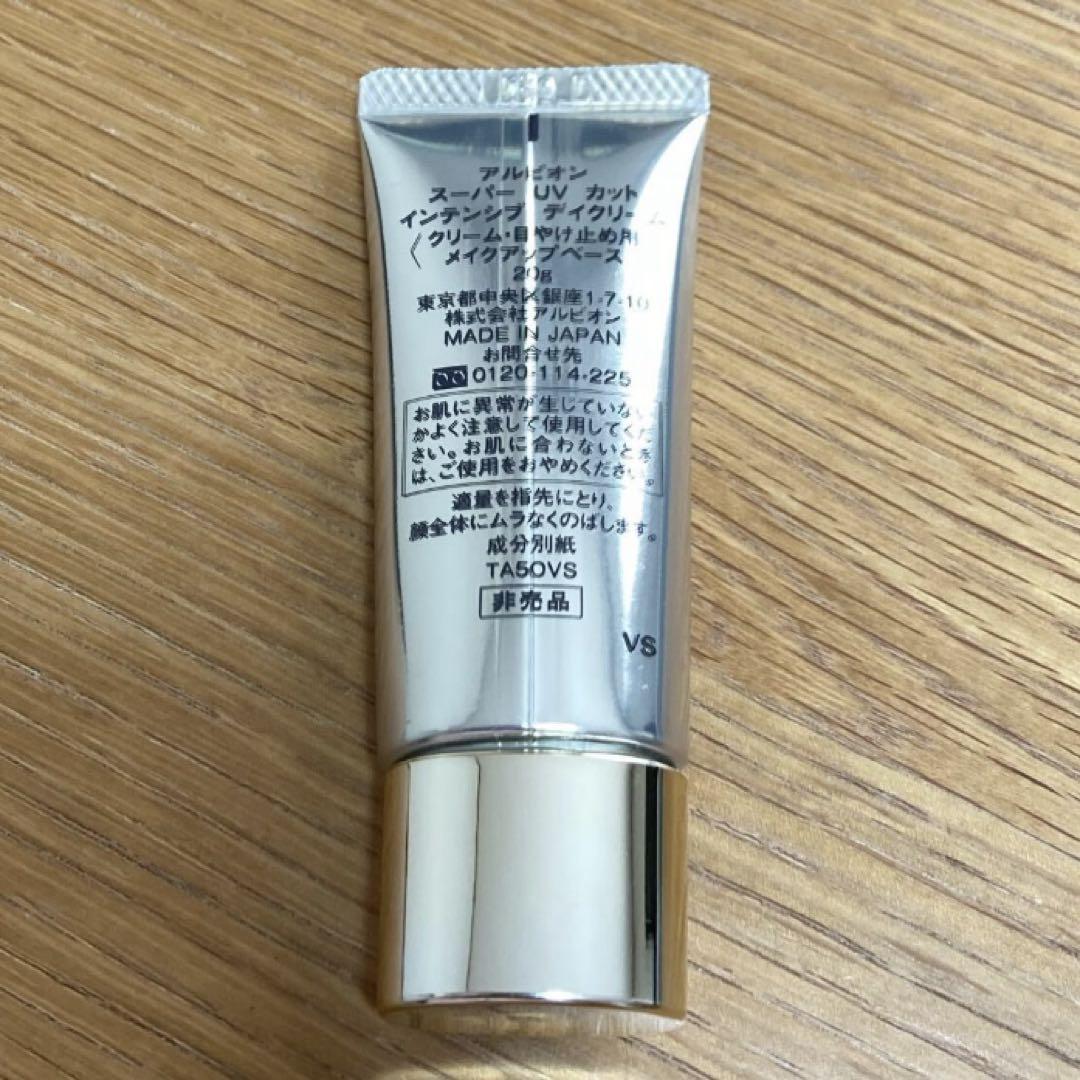 アルビオン
スーパー UV カット
インテンシブ デイクリーム
〈クリーム・日やけ止め用
メイクアップベース
20g
東京都中央区銀座1-7-10
株式会社アルビオン
MADE IN JAPAN
お問合せ先
0120-114-225
お肌に異常が生じていない
かよく注意して使用してくだ
さい。お肌に合わないとき
は、ご使用をおやめください。
適量を指先にとり、
顔全体にムラなくのばします。
成分別紙
TA50VS
非売品
VS